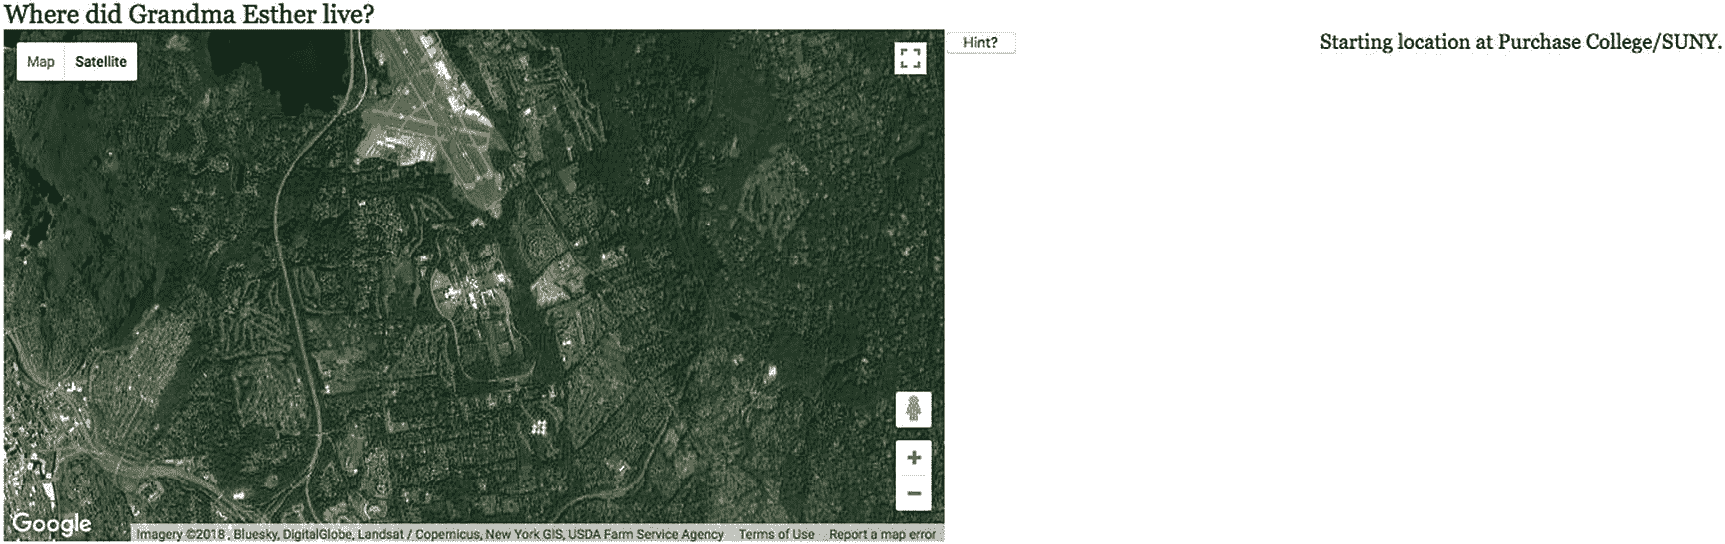 Where did Grandma Esther live?
Map Satellite
Hint?
Starting location at Purchase College/SUNY.
Google
Imagery ©2018 , Bluesky, DigitalGlobe, Landsat / Copernicus, New York GIS, USDA Farm Service Agency Terms of Use Report a map error